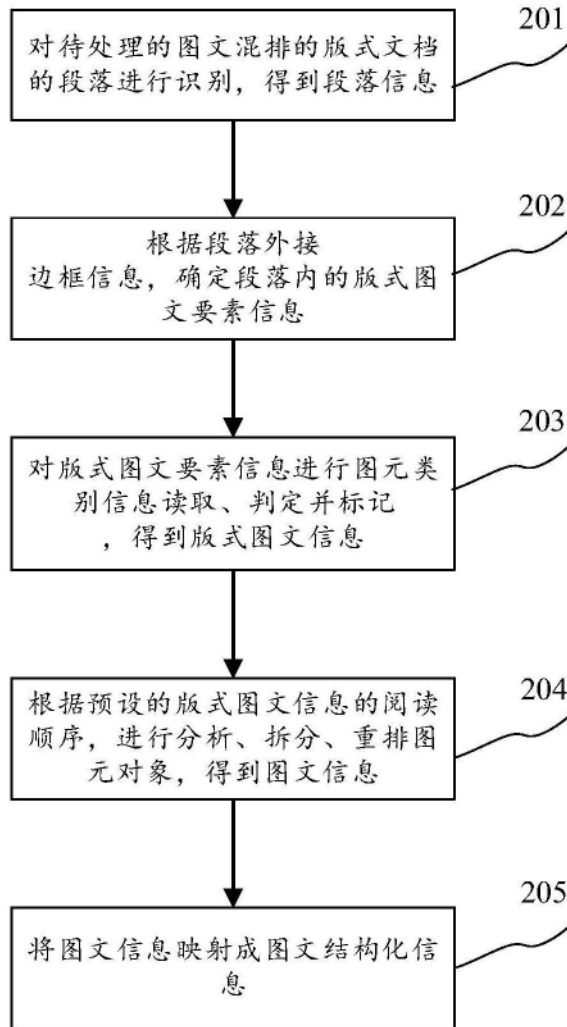 201
对待处理的图文混排的版式文档
的段落进行识别，得到段落信息
202
根据段落外接
边框信息，确定段落内的版式图
文要素信息
203
对版式图文要素信息进行图元类
别信息读取、判定并标记
，得到版式图文信息
204
根据预设的版式图文信息的阅读
顺序，进行分析、拆分、重排图
元对象，得到图文信息
205
将图文信息映射成图文结构化信
息